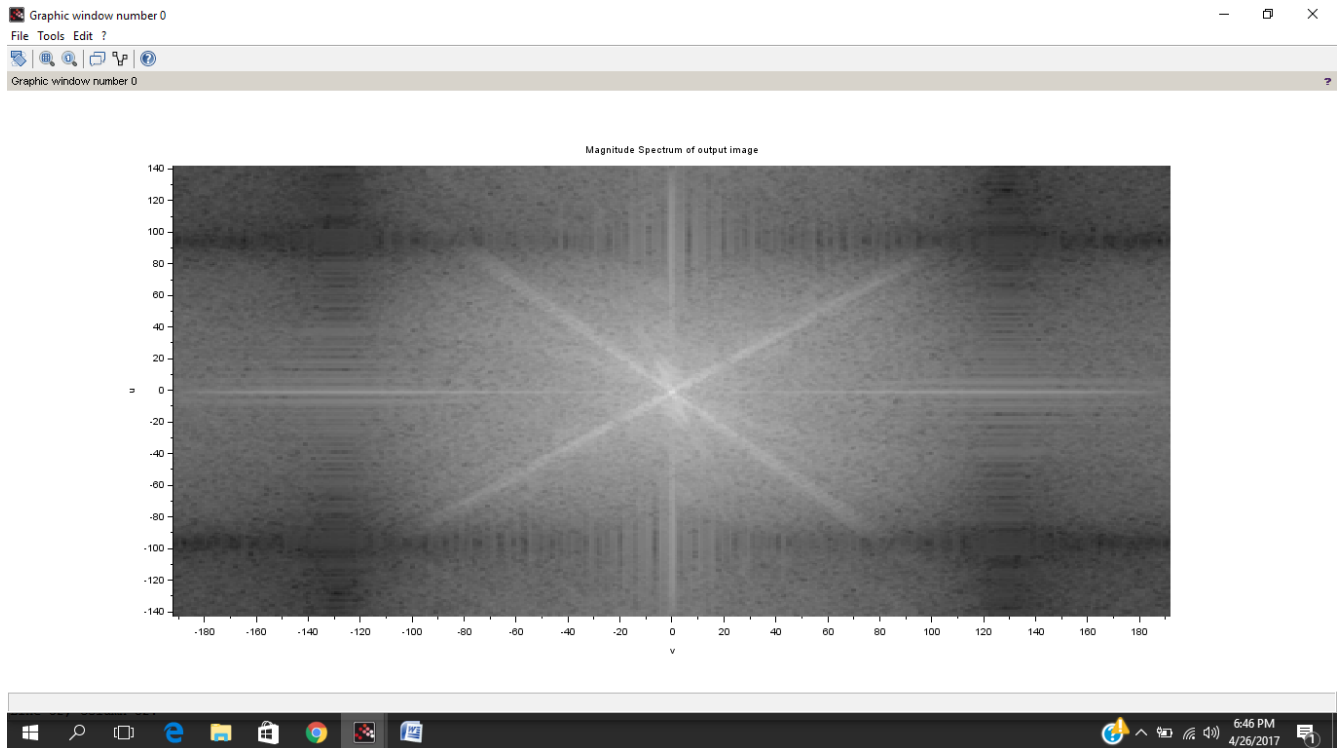 Graphic window number 0
File Tools Edit ?
Graphic window number 0
?
Magnitude Spectrum of output image
140
120
100
80
60
40
20
0
-20
-40
-60
-80
-100
-120
-140
u
-180 -160 -140 -120 -100 -80 -60 -40 -20 0 20 40 60 80 100 120 140 160 180
v
6:46 PM
4/26/2017
1